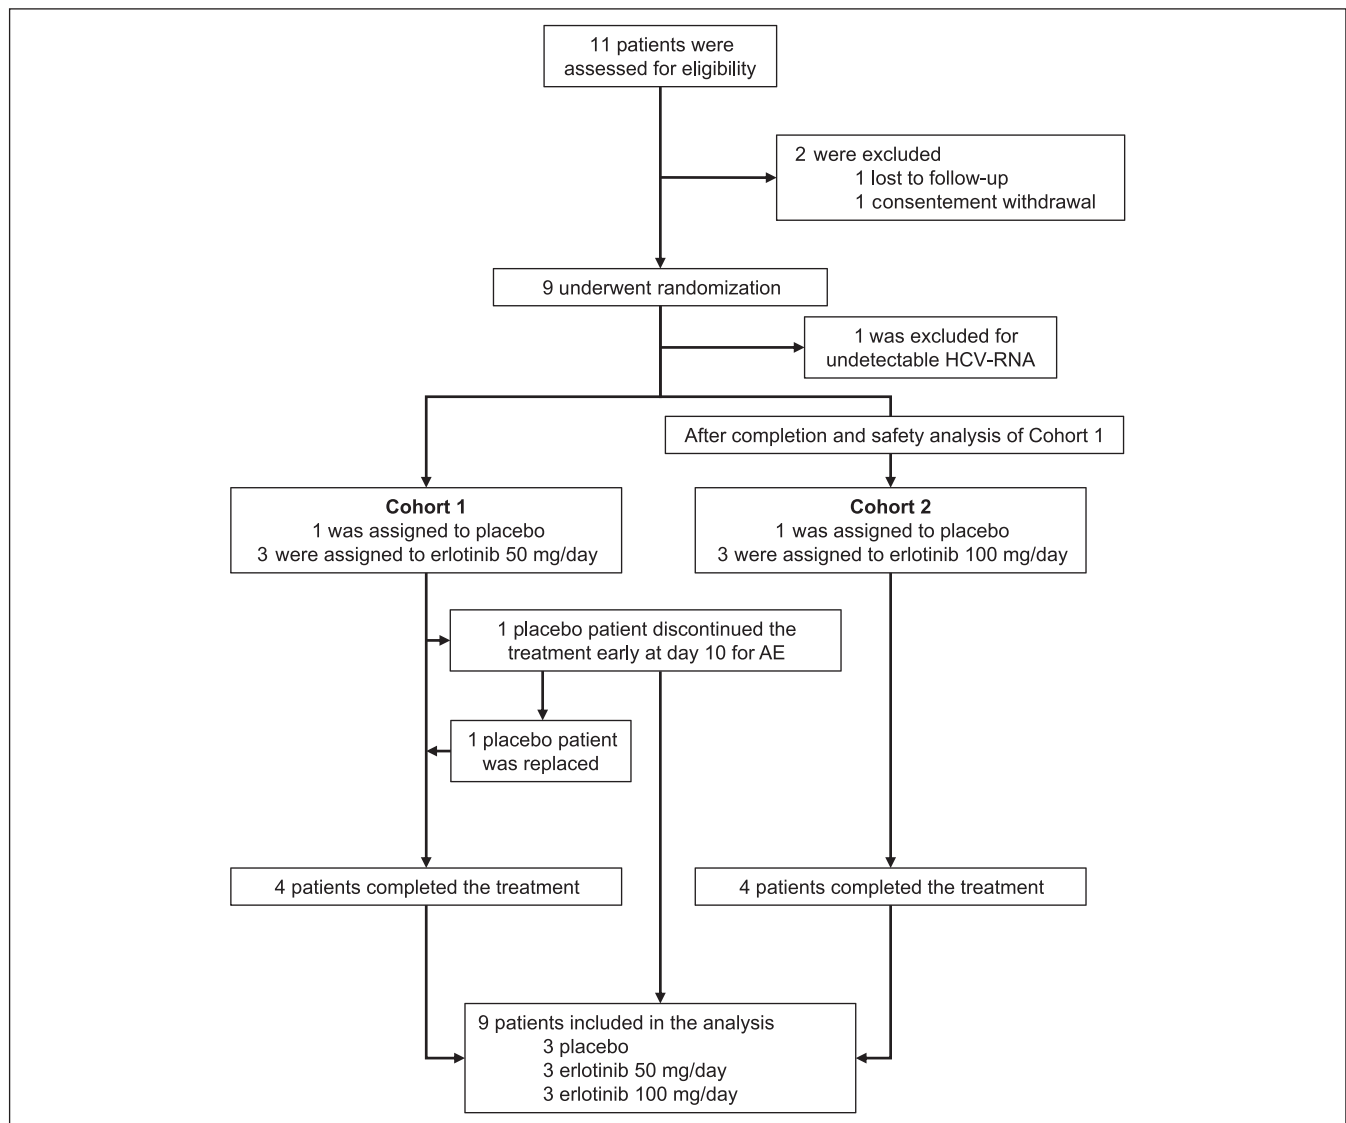 11 patients were
assessed for eligibility
2 were excluded
1 lost to follow-up
1 consentement withdrawal
9 underwent randomization
1 was excluded for
undetectable HCV-RNA
After completion and safety analysis of Cohort 1
Cohort 1
1 was assigned to placebo
3 were assigned to erlotinib 50 mg/day
Cohort 2
1 was assigned to placebo
3 were assigned to erlotinib 100 mg/day
1 placebo patient discontinued the
treatment early at day 10 for AE
1 placebo patient
was replaced
4 patients completed the treatment
4 patients completed the treatment
9 patients included in the analysis
3 placebo
3 erlotinib 50 mg/day
3 erlotinib 100 mg/day